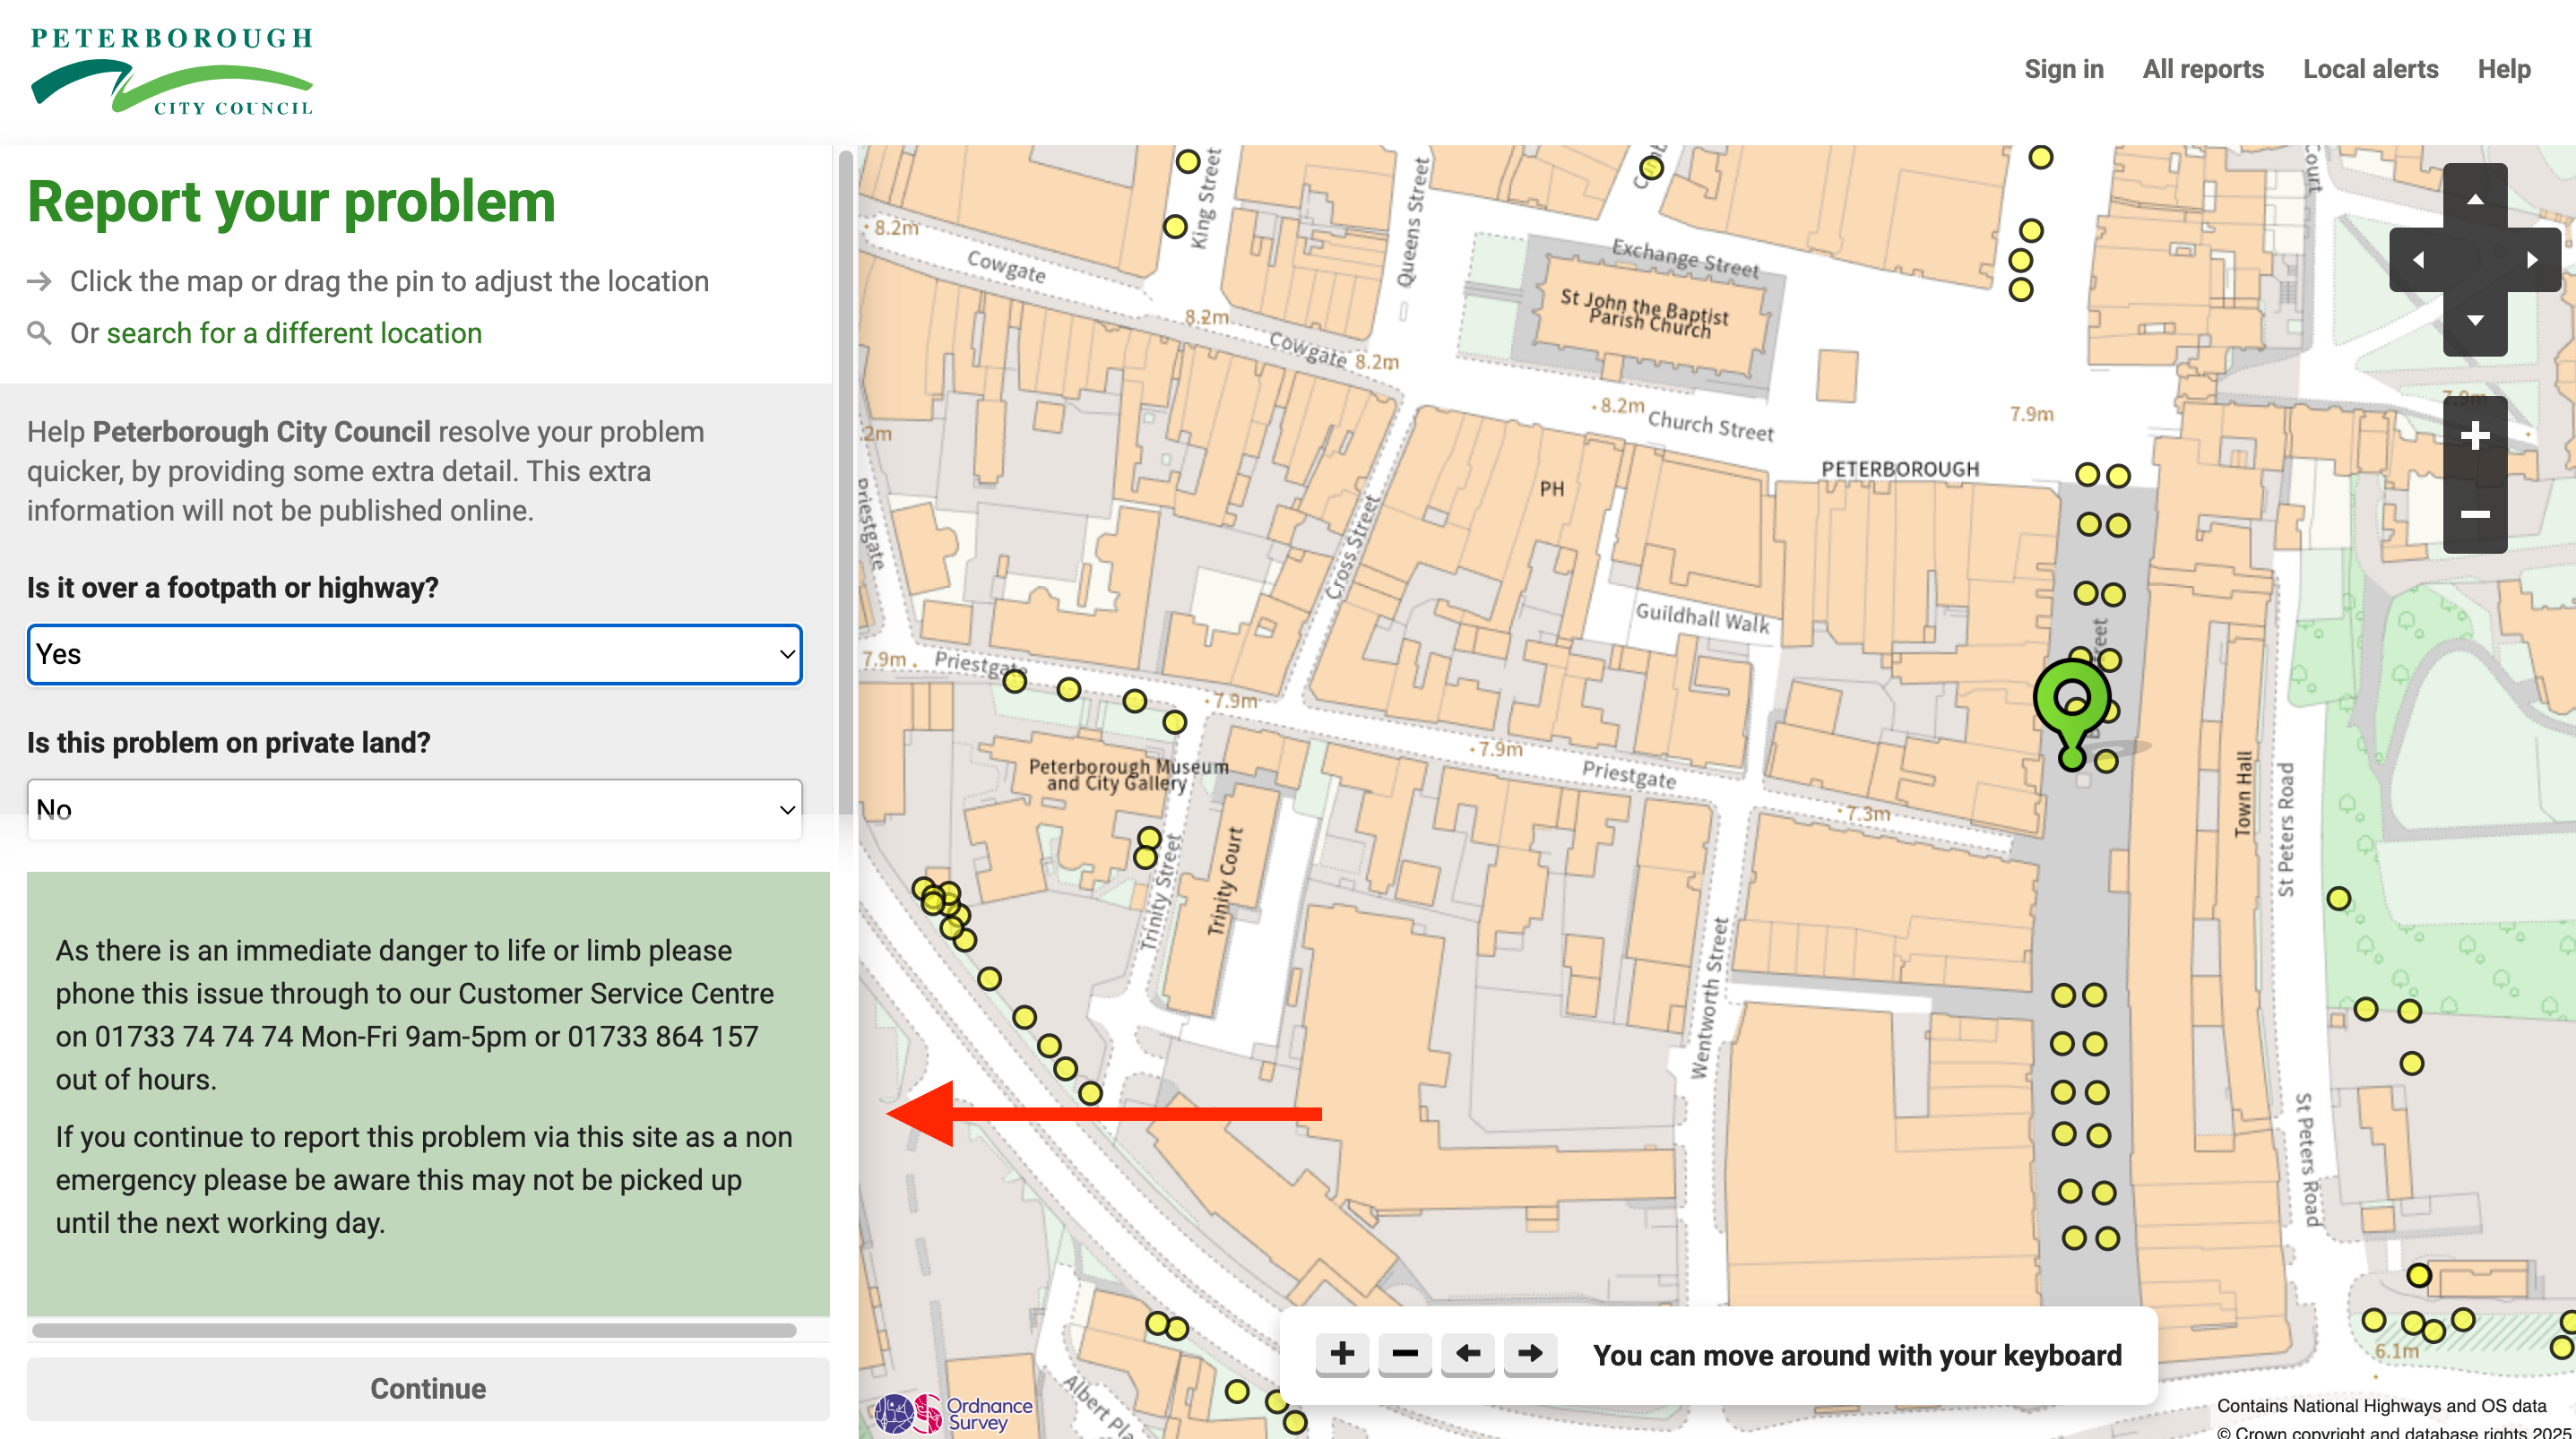 PETERBOROUGH
CITY COUNCIL
Sign in
All reports
Local alerts
Help
Report your problem
Click the map or drag the pin to adjust the location
Or search for a different location
Help Peterborough City Council resolve your problem
quicker, by providing some extra detail. This extra
information will not be published online.
Is it over a footpath or highway?
Yes
Is this problem on private land?
No
As there is an immediate danger to life or limb please
phone this issue through to our Customer Service Centre
on 01733 74 74 74 Mon-Fri 9am-5pm or 01733 864 157
out of hours.
If you continue to report this problem via this site as a non
emergency please be aware this may not be picked up
until the next working day.
Continue
King Street
Queens Street
Court
8.2m
Cowgate
Exchange Street
St John the Baptist
Parish Church
8.2m
Cowgate
8.2m
8.2m
Church Street
7.9m
7.9m
2m
PETERBOROUGH
PH
Priestgate
Cross Street
Guildhall Walk
7.9m
Priestgate
7.9m
7.9m
Priestgate
Peterborough Museum
and City Gallery
7.3m
Town Hall
St Peters Road
Trinity Street
Trinity Court
Wentworth Street
St Peters Road
You can move around with your keyboard
6.1m
Ordnance
Survey
Contains National Highways and OS data
© Crown copyright and database rights 2025